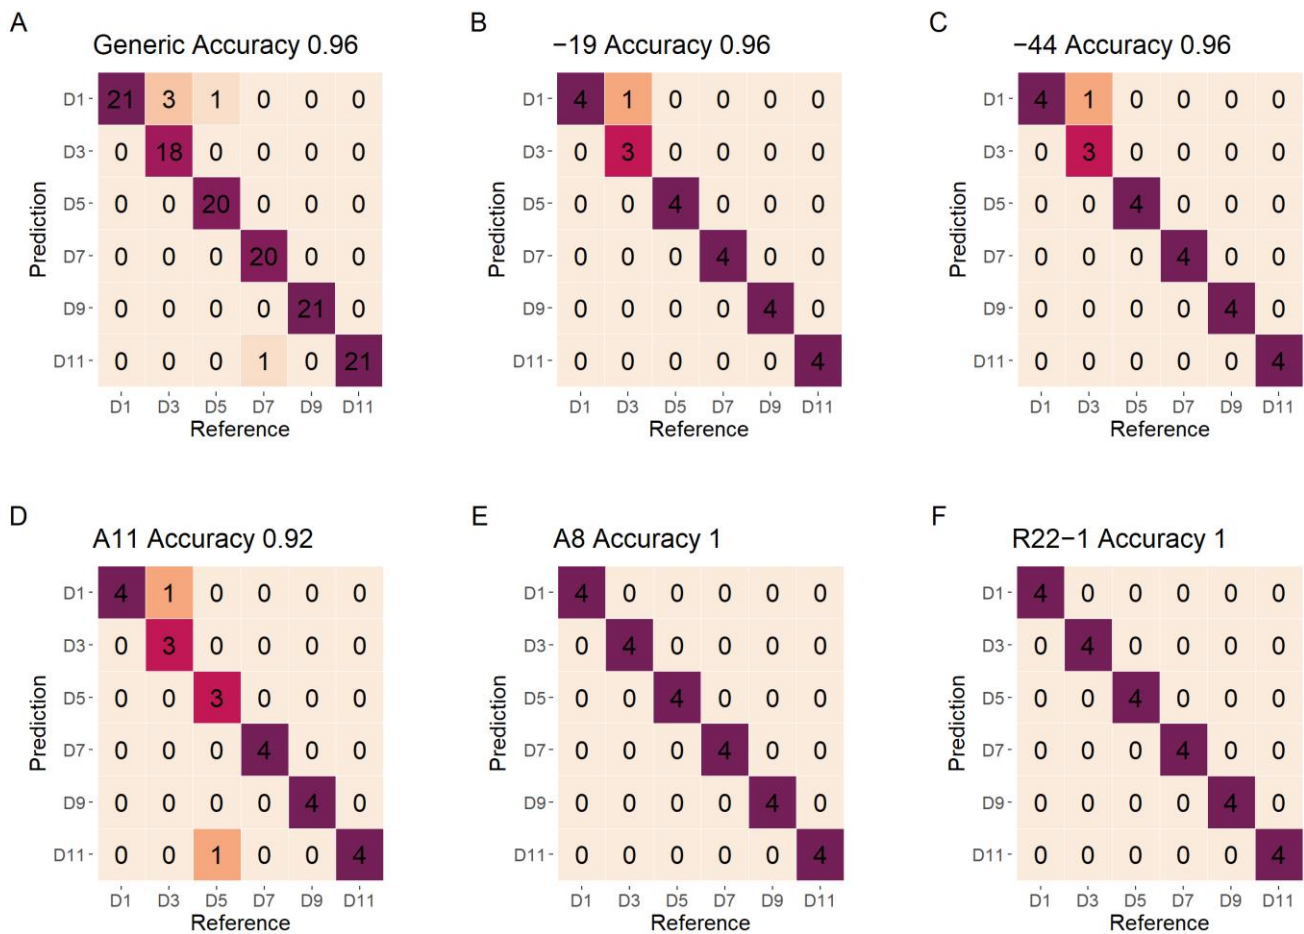 A
Generic Accuracy 0.96
D1 21 3 1 0 0 0
D3 0 18 0 0 0 0
D5 0 0 20 0 0 0
D7 0 0 0 20 0 0
D9 0 0 0 0 21 0
D11 0 0 0 1 0 21
D1 D3 D5 D7 D9 D11
Reference
Prediction
B
−19 Accuracy 0.96
D1 4 1 0 0 0 0
D3 0 3 0 0 0 0
D5 0 0 4 0 0 0
D7 0 0 0 4 0 0
D9 0 0 0 0 4 0
D11 0 0 0 0 0 4
D1 D3 D5 D7 D9 D11
Reference
Prediction
C
−44 Accuracy 0.96
D1 4 1 0 0 0 0
D3 0 3 0 0 0 0
D5 0 0 4 0 0 0
D7 0 0 0 4 0 0
D9 0 0 0 0 4 0
D11 0 0 0 0 0 4
D1 D3 D5 D7 D9 D11
Reference
Prediction
D
A11 Accuracy 0.92
D1 4 1 0 0 0 0
D3 0 3 0 0 0 0
D5 0 0 3 0 0 0
D7 0 0 0 4 0 0
D9 0 0 0 0 4 0
D11 0 0 1 0 0 4
D1 D3 D5 D7 D9 D11
Reference
Prediction
E
A8 Accuracy 1
D1 4 0 0 0 0 0
D3 0 4 0 0 0 0
D5 0 0 4 0 0 0
D7 0 0 0 4 0 0
D9 0 0 0 0 4 0
D11 0 0 0 0 0 4
D1 D3 D5 D7 D9 D11
Reference
Prediction
F
R22−1 Accuracy 1
D1 4 0 0 0 0 0
D3 0 4 0 0 0 0
D5 0 0 4 0 0 0
D7 0 0 0 4 0 0
D9 0 0 0 0 4 0
D11 0 0 0 0 0 4
D1 D3 D5 D7 D9 D11
Reference
Prediction